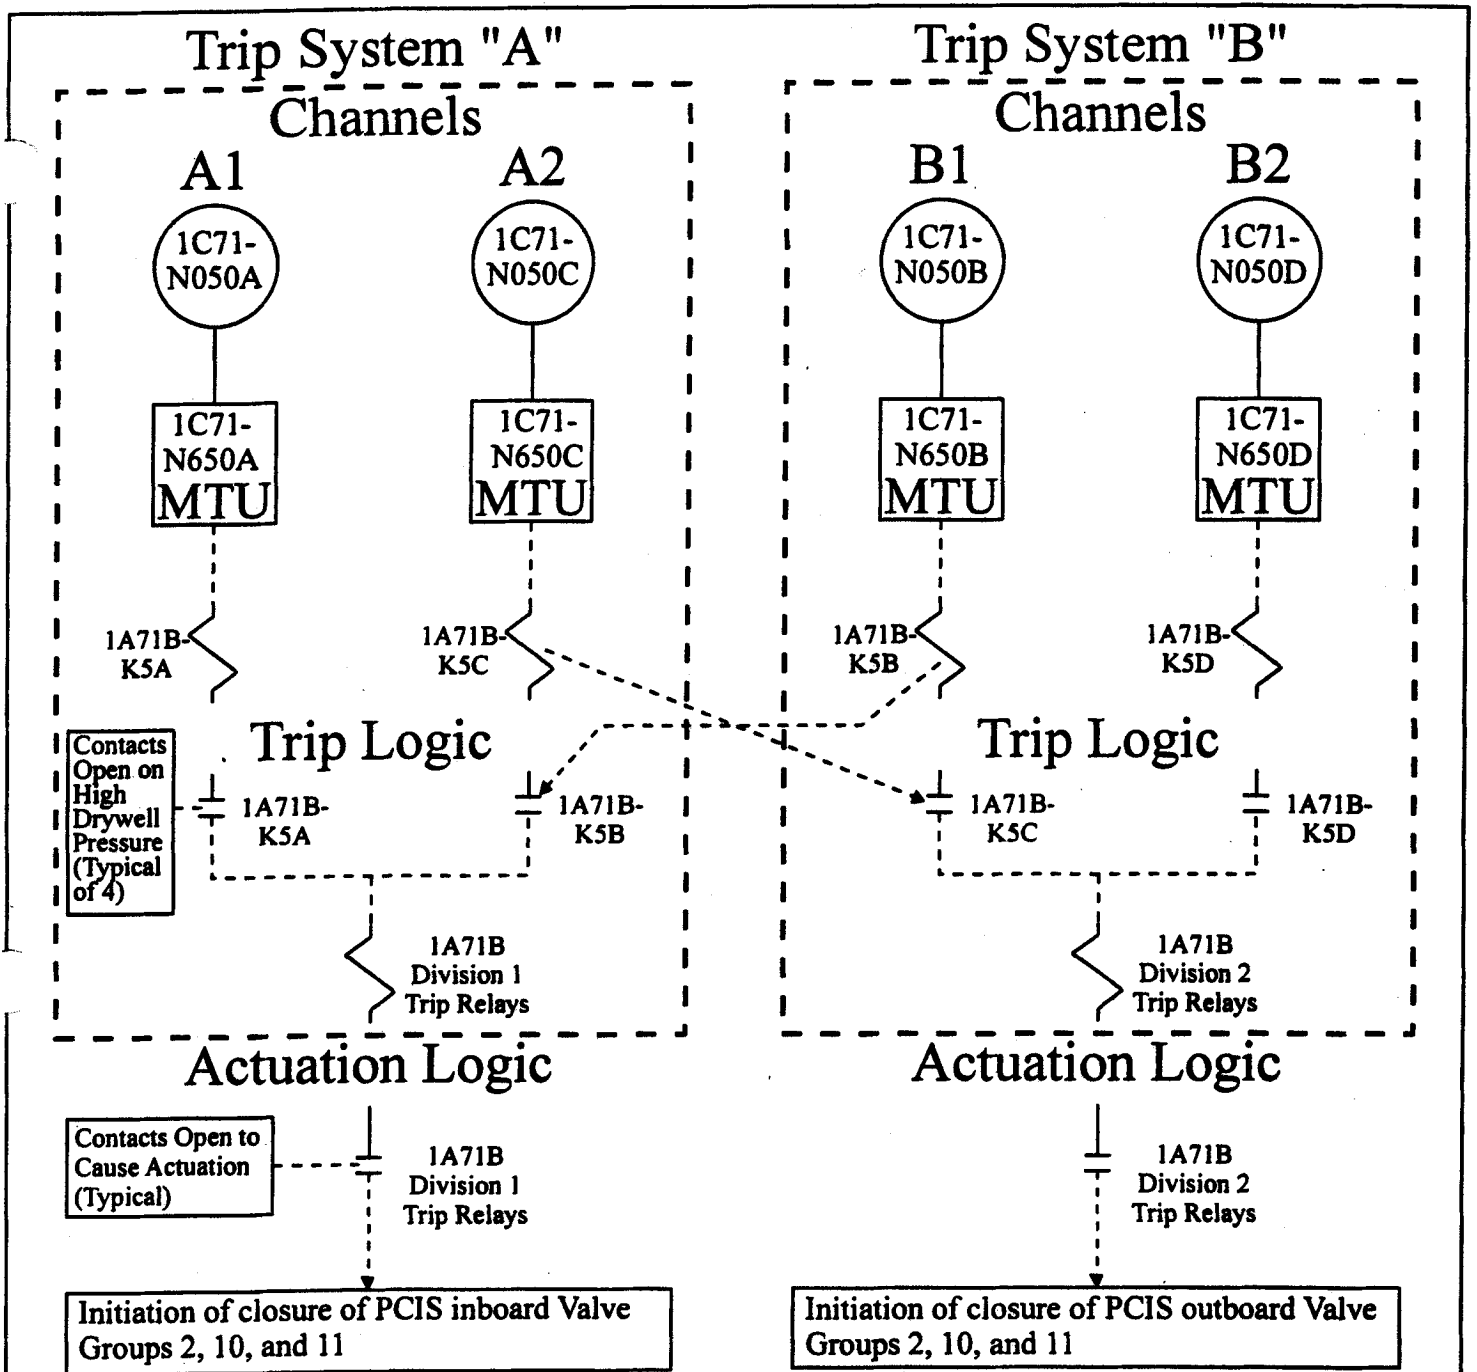 Trip System "A"
Trip System "B"
Channels
Channels
A1
A2
B1
B2
1C71-
N050A
1C71-
N050C
1C71-
N050B
1C71-
N050D
1C71-
N650A
MTU
1C71-
N650C
MTU
1C71-
N650B
MTU
1C71-
N650D
MTU
1A71B-
K5A
1A71B-
K5C
1A71B-
K5B
1A71B-
K5D
Trip Logic
Trip Logic
Contacts
Open on
High
Drywell
Pressure
(Typical
of 4)
1A71B-
K5A
1A71B-
K5B
1A71B-
K5C
1A71B-
K5D
1A71B
Division 1
Trip Relays
1A71B
Division 2
Trip Relays
Actuation Logic
Actuation Logic
Contacts Open to
Cause Actuation
(Typical)
1A71B
Division 1
Trip Relays
1A71B
Division 2
Trip Relays
Initiation of closure of PCIS inboard Valve
Groups 2, 10, and 11
Initiation of closure of PCIS outboard Valve
Groups 2, 10, and 11